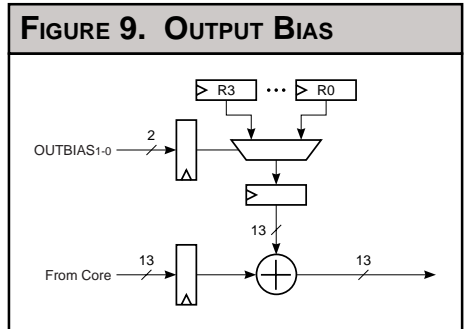 FIGURE 9. OUTPUT BIAS
R3 ••• R0
OUTBIAS1-0
2
13
From Core
13
13